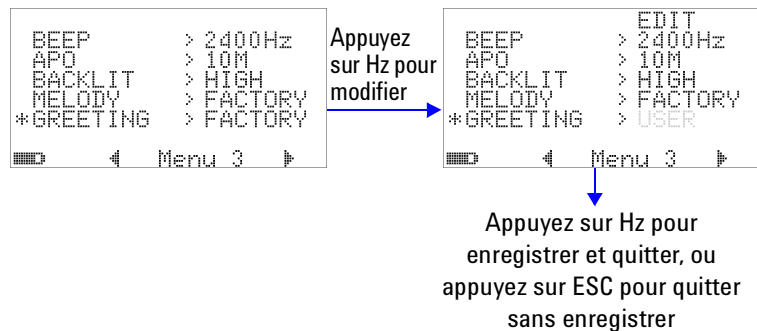 BEEP > 2400Hz
APO > 10M
BACKLIT > HIGH
MELODY > FACTORY
*GREETING > FACTORY
Menu 3
Appuyez
sur Hz pour
modifier
EDIT
BEEP > 2400Hz
APO > 10M
BACKLIT > HIGH
MELODY > FACTORY
*GREETING > USER
Menu 3
Appuyez sur Hz pour
enregistrer et quitter, ou
appuyez sur ESC pour quitter
sans enregistrer